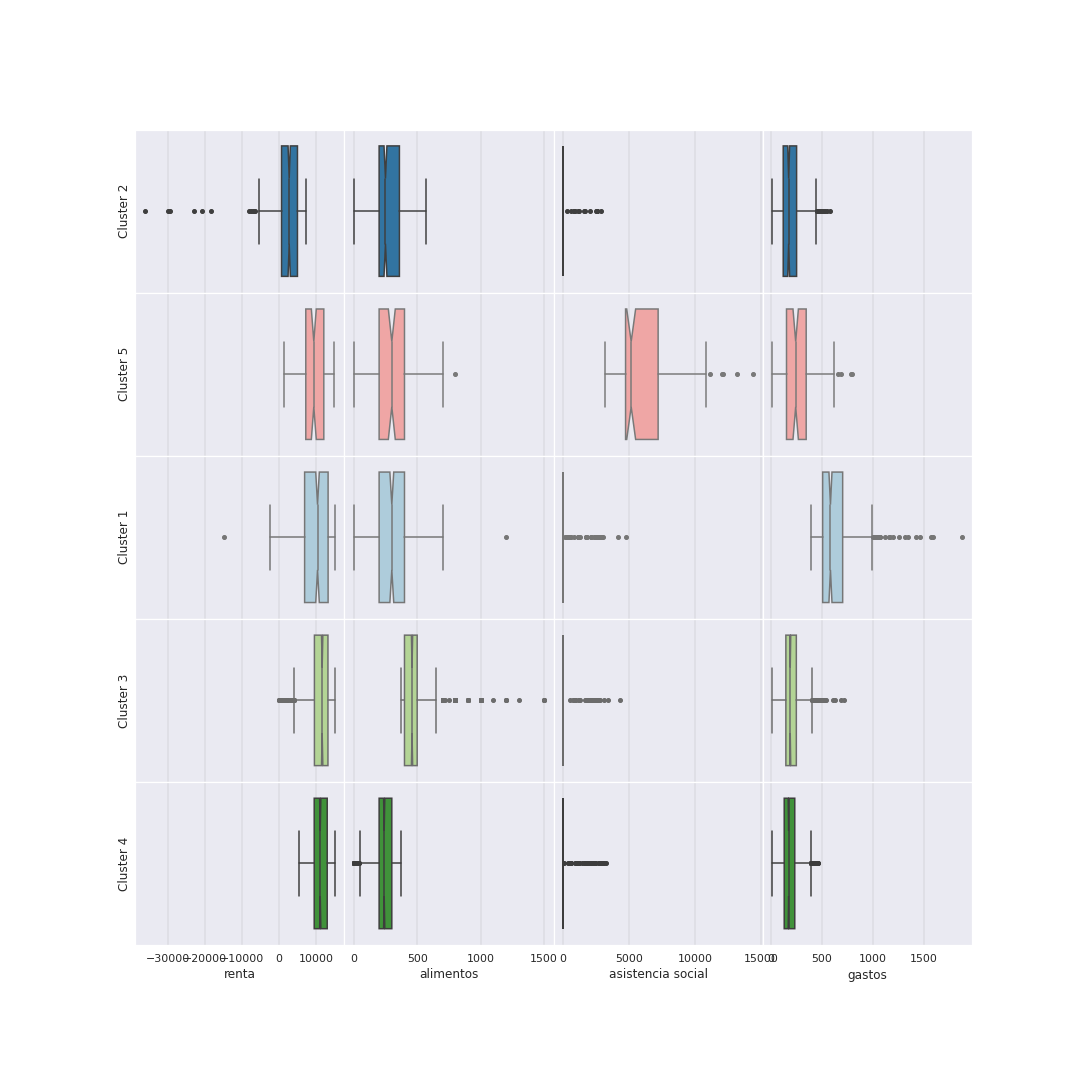 Cluster 2
Cluster 5
Cluster 1
Cluster 3
Cluster 4
−30000 −20000 −10000 0 10000 0 500 1000 1500 0 5000 10000 15000 0 500 1000 1500
renta alimentos asistencia social gastos